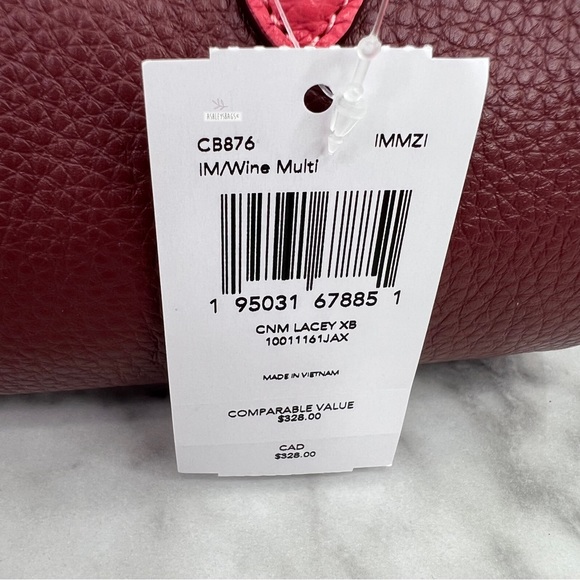 ASHLEYSBAGS4
CB876 IMMZI
IM/Wine Multi
1 95031 67885 1
CNM LACEY XB
10011161JAX
MADE IN VIETNAM
COMPARABLE VALUE
$328.00
CAD
$328.00